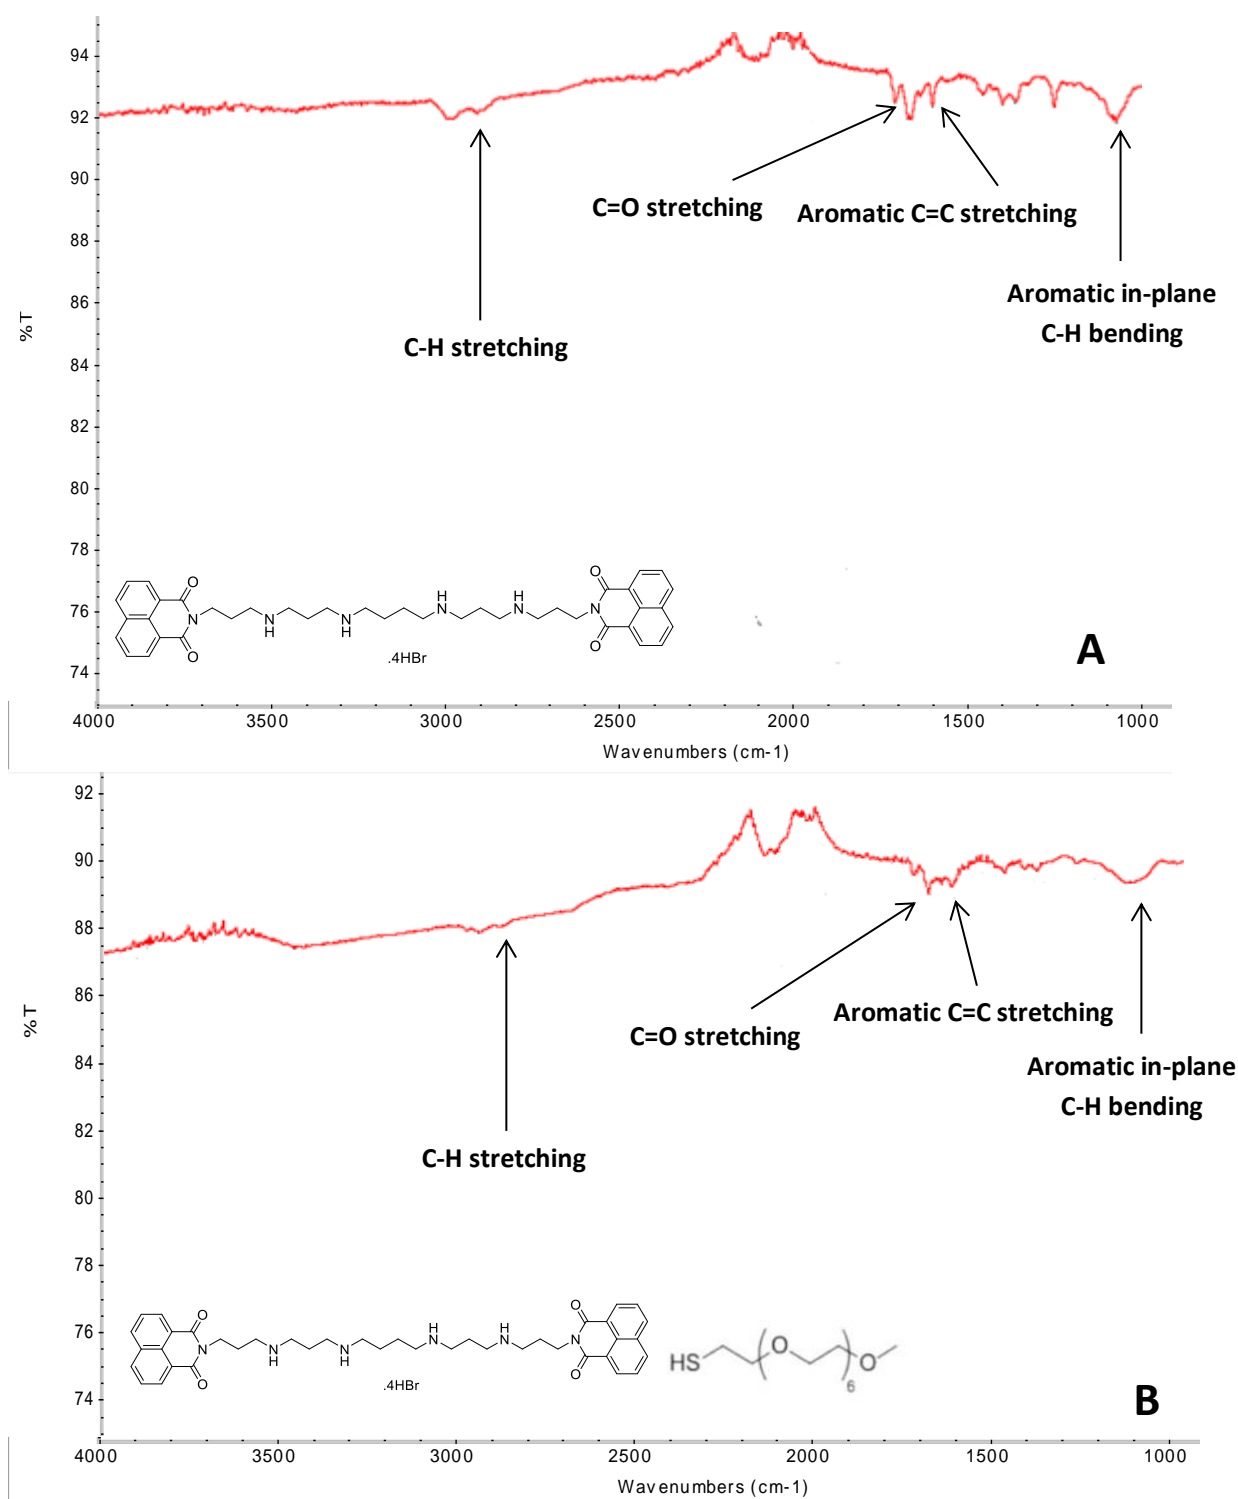 94
92
90
88
86
84
82
80
78
76
74
%T
C=O stretching
Aromatic C=C stretching
Aromatic in-plane
C-H bending
C-H stretching
O
O
N
O
O
N
N
H
N
H
H
N
H
N
.4HBr
A
4000 3500 3000 2500 2000 1500 1000
Wavenumbers (cm-1)
92
90
88
86
84
82
80
78
76
74
%T
Aromatic C=C stretching
C=O stretching
Aromatic in-plane
C-H bending
C-H stretching
O
O
N
O
O
N
N
H
N
H
H
N
H
N
.4HBr
HS
O
O
6
B
4000 3500 3000 2500 2000 1500 1000
Wavenumbers (cm-1)